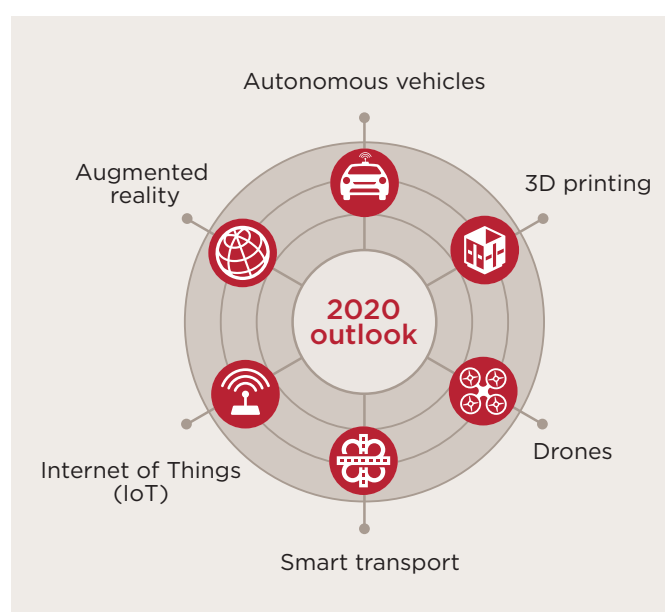 Autonomous vehicles
Augmented
reality
3D printing
2020
outlook
Internet of Things
(IoT)
Drones
Smart transport